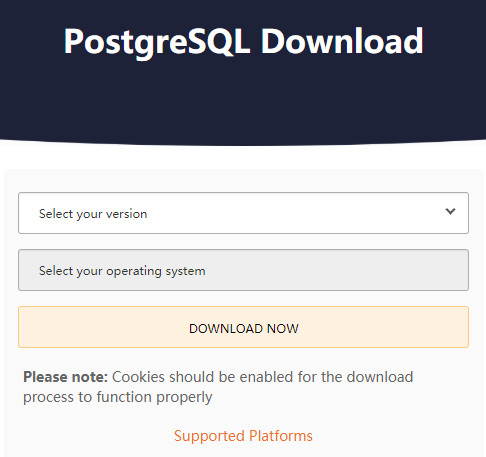 PostgreSQL Download
Select your version
Select your operating system
DOWNLOAD NOW
Please note: Cookies should be enabled for the download
process to function properly
Supported Platforms